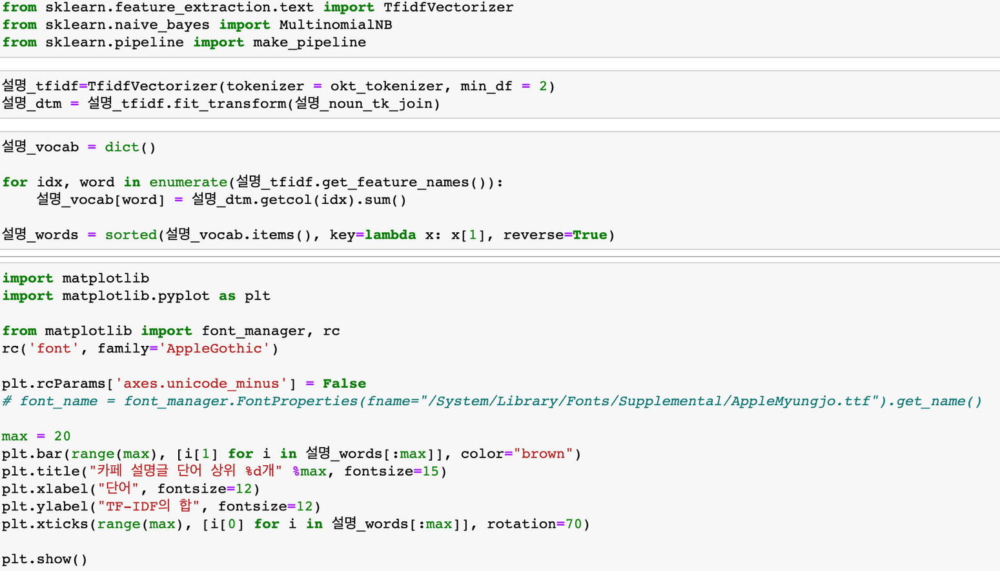 from sklearn.feature_extraction.text import TfidfVectorizer
from sklearn.naive_bayes import MultinomialNB
from sklearn.pipeline import make_pipeline
설명_tfidf=TfidfVectorizer(tokenizer = okt_tokenizer, min_df = 2)
설명_dtm = 설명_tfidf.fit_transform(설명_noun_tk_join)
설명_vocab = dict()
for idx, word in enumerate(설명_tfidf.get_feature_names()):
    설명_vocab[word] = 설명_dtm.getcol(idx).sum()
설명_words = sorted(설명_vocab.items(), key=lambda x: x[1], reverse=True)
import matplotlib
import matplotlib.pyplot as plt
from matplotlib import font_manager, rc
rc('font', family='AppleGothic')
plt.rcParams['axes.unicode_minus'] = False
# font_name = font_manager.FontProperties(fname="/System/Library/Fonts/Supplemental/AppleMyungjo.ttf").get_name()
max = 20
plt.bar(range(max), [i[1] for i in 설명_words[:max]], color="brown")
plt.title("카페 설명글 단어 상위 %d개" %max, fontsize=15)
plt.xlabel("단어", fontsize=12)
plt.ylabel("TF-IDF의 합", fontsize=12)
plt.xticks(range(max), [i[0] for i in 설명_words[:max]], rotation=70)
plt.show()